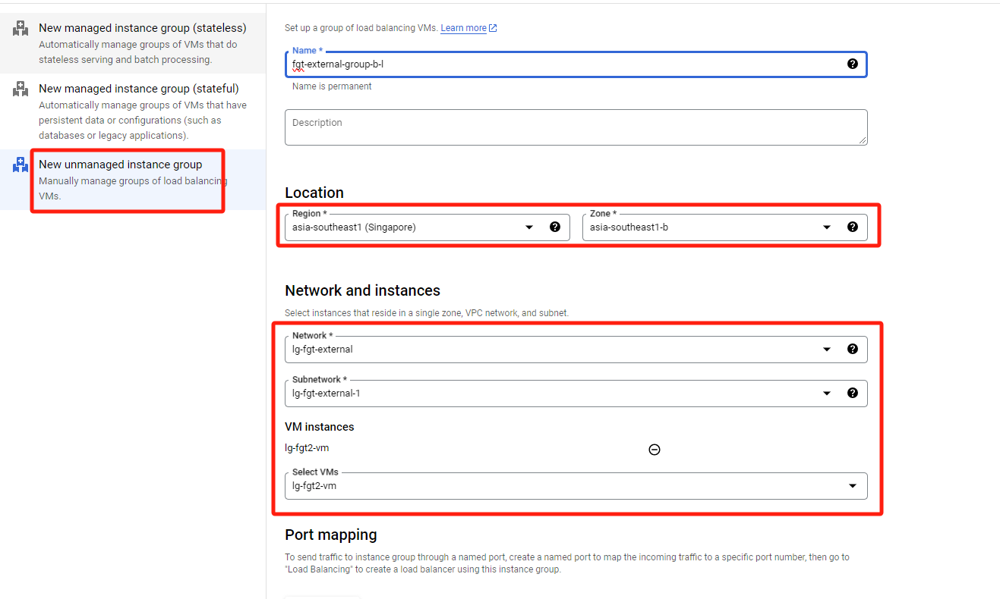 New managed instance group (stateless)
Automatically manage groups of VMs that do
stateless serving and batch processing.
New managed instance group (stateful)
Automatically manage groups of VMs that have
persistent data or configurations (such as
databases or legacy applications).
New unmanaged instance group
Manually manage groups of load balancing
VMs.
Set up a group of load balancing VMs. Learn more
Name *
fgt-external-group-b-l
Name is permanent
Description
Location
Region *
asia-southeast1 (Singapore)
Zone *
asia-southeast1-b
Network and instances
Select instances that reside in a single zone, VPC network, and subnet.
Network *
lg-fgt-external
Subnetwork *
lg-fgt-external-1
VM instances
lg-fgt2-vm
Select VMs
lg-fgt2-vm
Port mapping
To send traffic to instance group through a named port, create a named port to map the incoming traffic to a specific port number, then go to
"Load Balancing" to create a load balancer using this instance group.